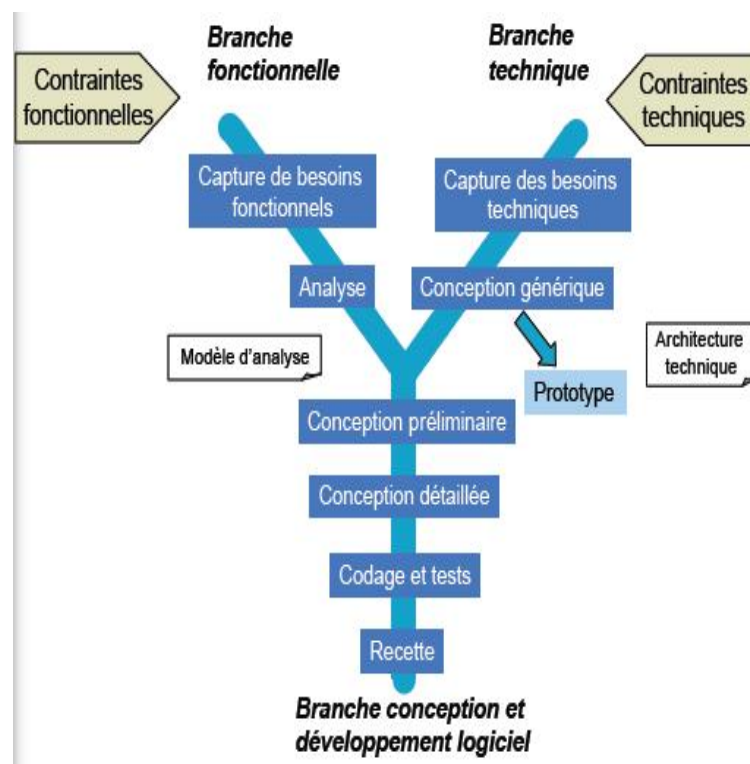 Branche
fonctionnelle
Branche
technique
Contraintes
fonctionnelles
Contraintes
techniques
Capture de besoins
fonctionnels
Capture des besoins
techniques
Analyse
Conception générique
Modèle d'analyse
Architecture
technique
Prototype
Conception préliminaire
Conception détaillée
Codage et tests
Recette
Branche conception et
développement logiciel